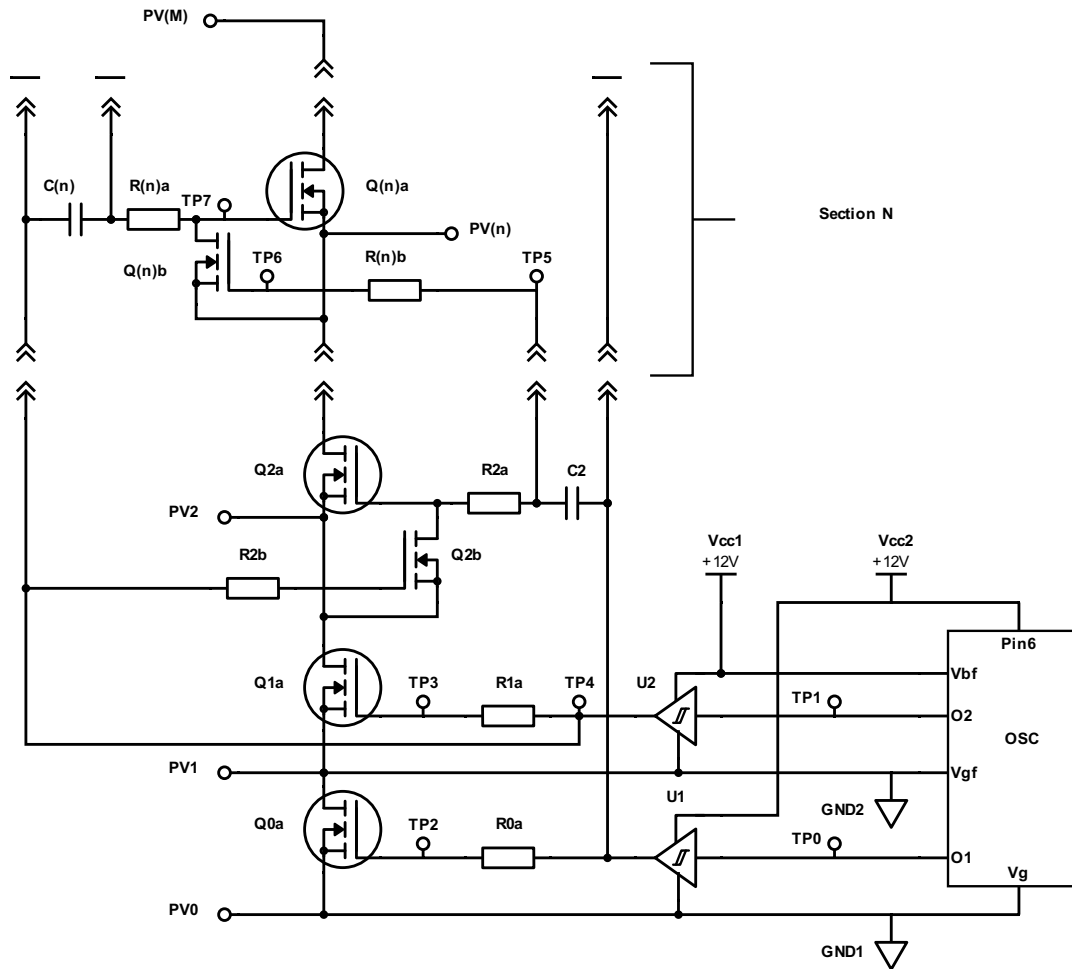 PV(M)
C(n)
R(n)a
TP7
Q(n)a
Section N
PV(n)
Q(n)b
TP6
R(n)b
TP5
Q2a
R2a
C2
PV2
R2b
Q2b
Vcc1
+12V
Vcc2
+12V
Pin6
Q1a
TP3
R1a
TP4
U2
TP1
Vbf
O2
OSC
PV1
Vgf
U1
GND2
Q0a
TP2
R0a
TP0
O1
Vg
PV0
GND1